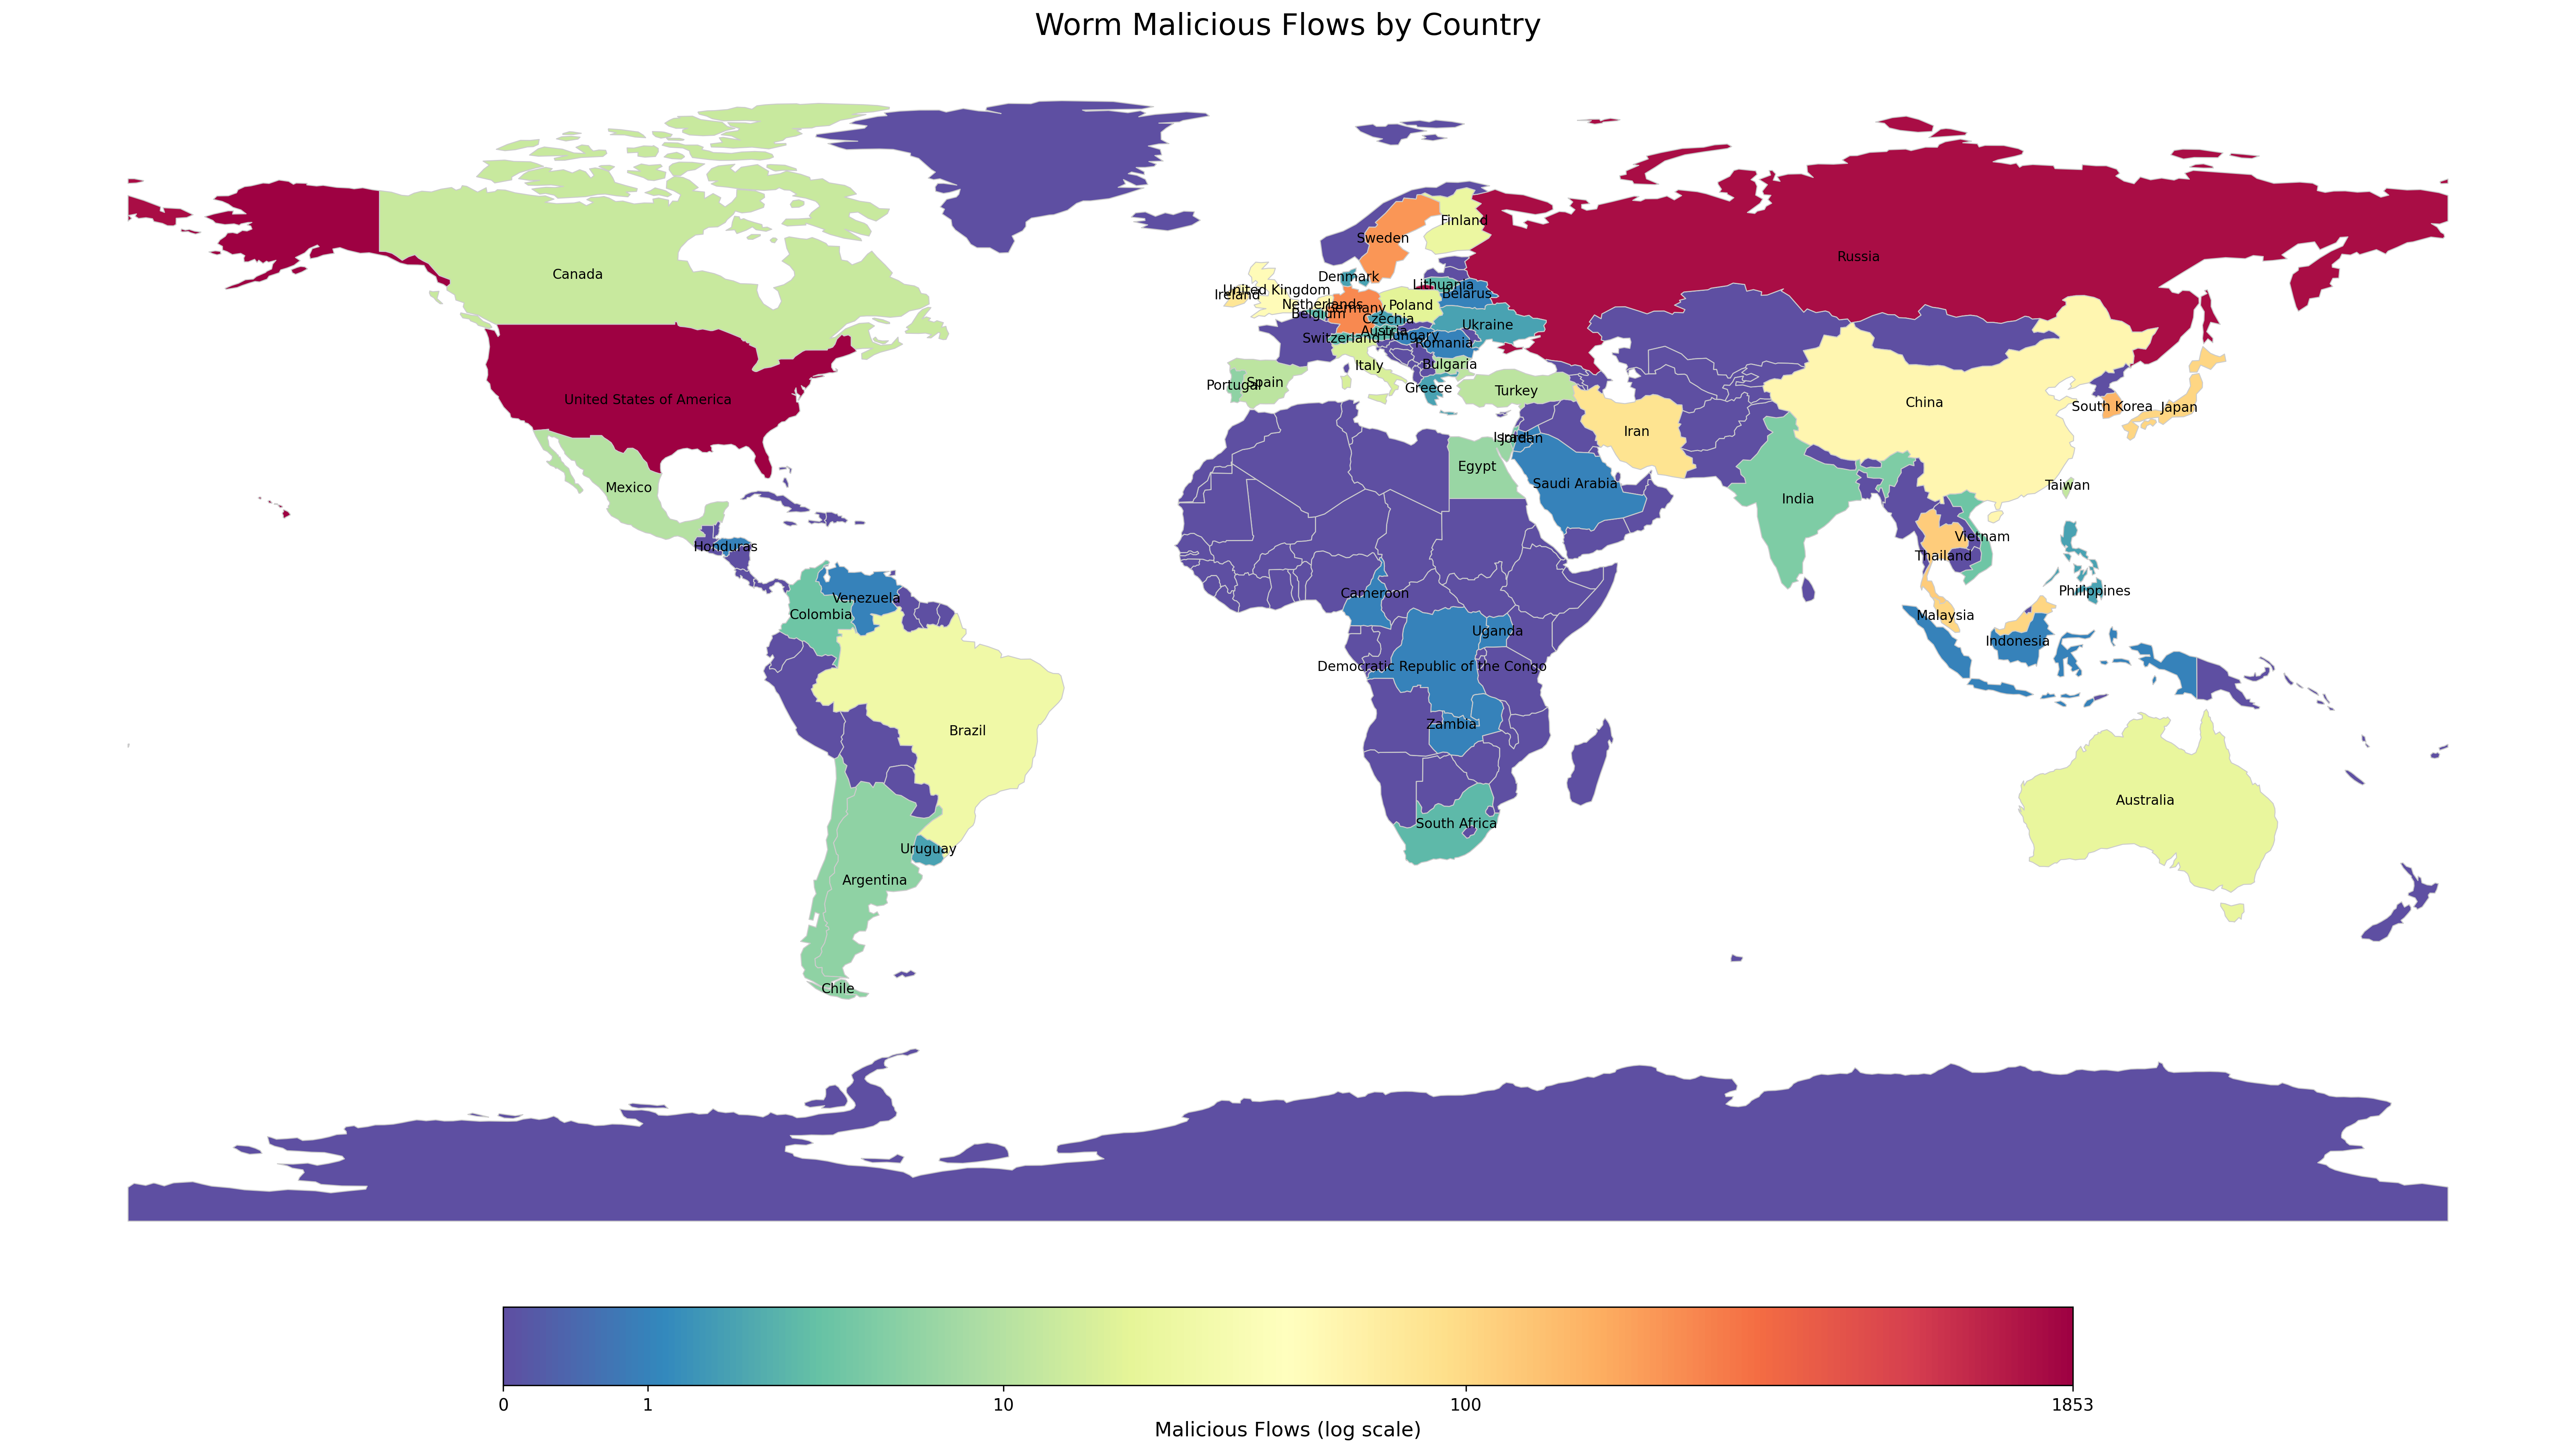 Worm Malicious Flows by Country
Finland
Sweden
Russia
Canada
Denmark
Lithuania
United Kingdom
Belarus
Ireland
Netherlands
Poland
Germany
Belgium
Czechia
Ukraine
Austria
Hungary
Switzerland
Romania
Italy
Bulgaria
Portugal
Spain
Greece
Turkey
United States of America
China
South Korea
Japan
Iran
Israel
Jordan
Egypt
Saudi Arabia
Taiwan
Mexico
India
Vietnam
Honduras
Thailand
Philippines
Cameroon
Venezuela
Colombia
Malaysia
Uganda
Indonesia
Democratic Republic of the Congo
Zambia
Brazil
Australia
South Africa
Uruguay
Argentina
Chile
0 1 10 100 1853
Malicious Flows (log scale)